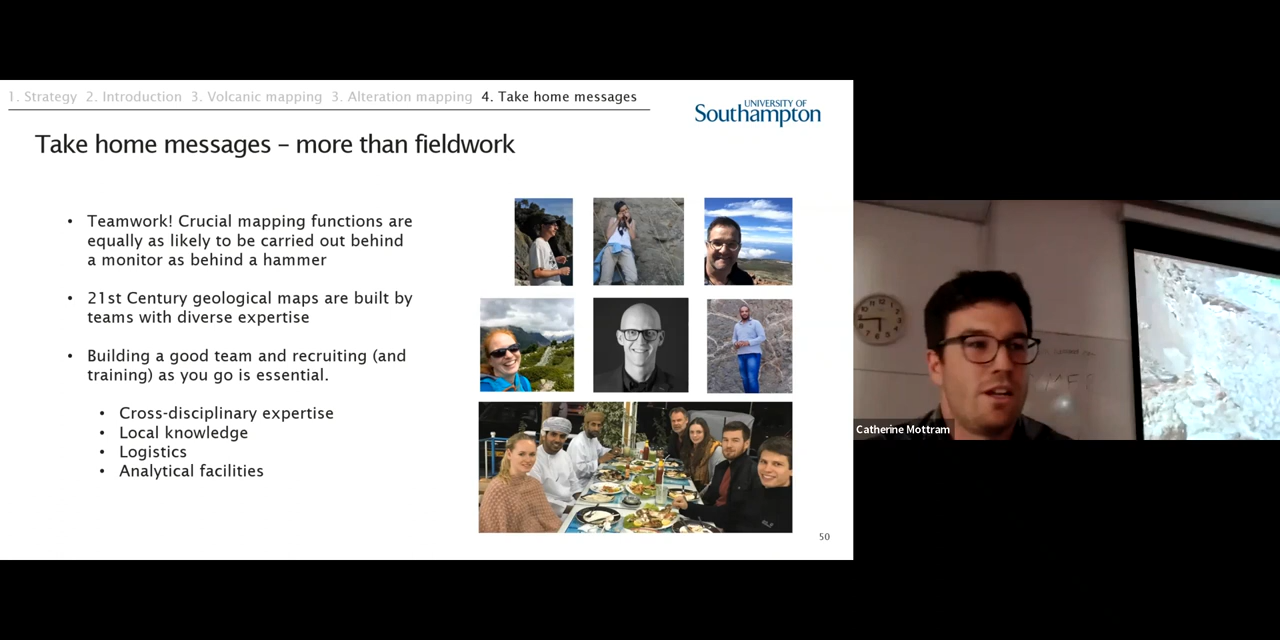 1. Strategy 2. Introduction 3. Volcanic mapping 3. Alteration mapping 4. Take home messages
UNIVERSITY OF
Southampton
Take home messages – more than fieldwork
• Teamwork! Crucial mapping functions are
equally as likely to be carried out behind
a monitor as behind a hammer
• 21st Century geological maps are built by
teams with diverse expertise
• Building a good team and recruiting (and
training) as you go is essential.
• Cross-disciplinary expertise
• Local knowledge
• Logistics
• Analytical facilities
50
Catherine Mottram